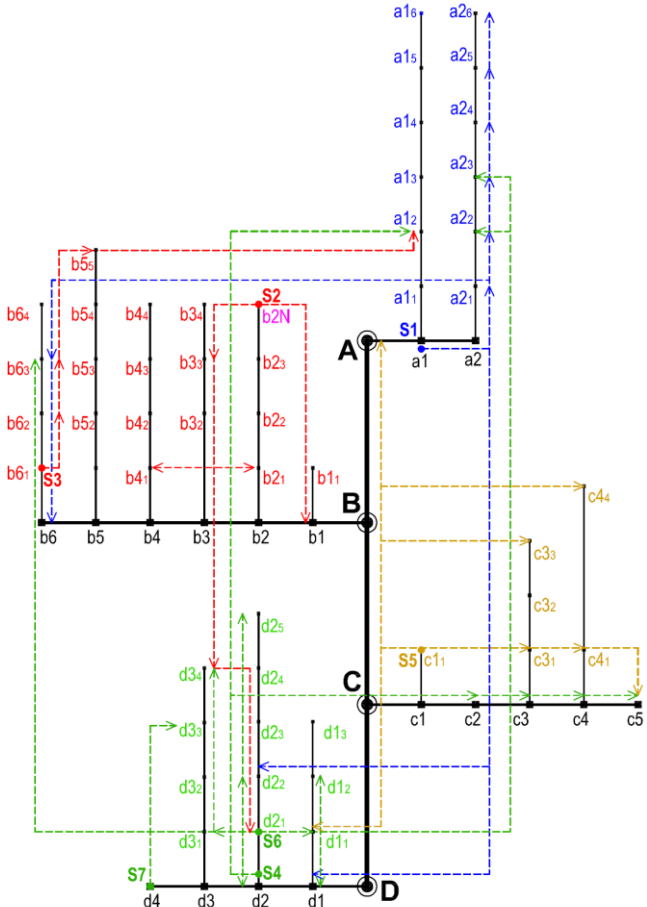 a16 a26
a15 a25
a14 a24
a13 a23
a12 a22
b55
S2
b64 b54 b44 b34 b2N a11 a21
S1
A
a1 a2
b63 b53 b43 b33 b23
b62 b52 b42 b32 b22
b61 b41 b21 b11
S3
c44
B
b6 b5 b4 b3 b2 b1
c33
c32
d25
S5 c11 c31 c41
d34 d24
C
c1 c2 c3 c4 c5
d33 d23 d13
d32 d22 d12
d21
d31 S6 d11
S7 S4
D
d4 d3 d2 d1